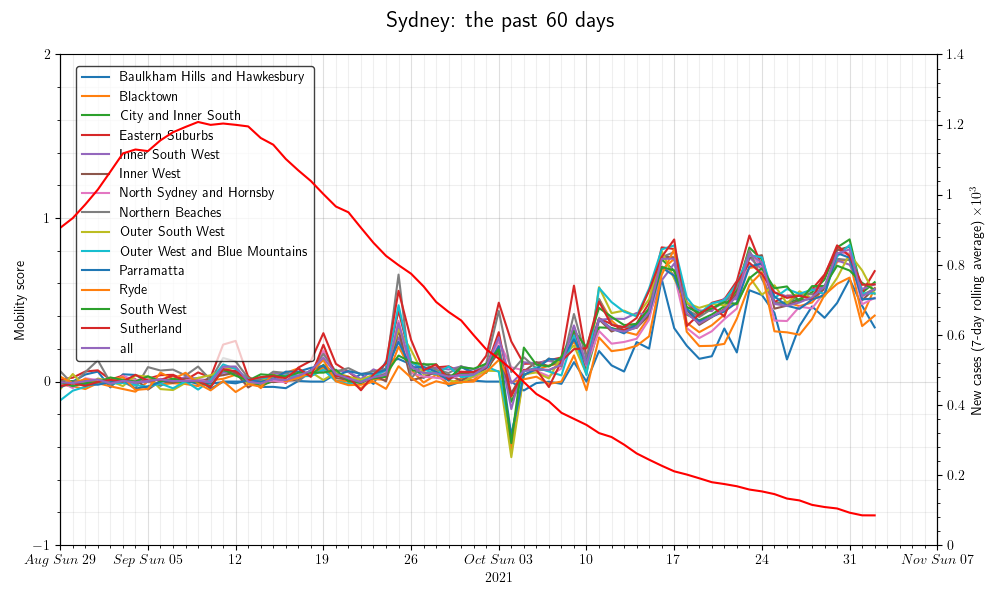 Sydney: the past 60 days
2
1
0
−1
Mobility score
Baulkham Hills and Hawkesbury
Blacktown
City and Inner South
Eastern Suburbs
Inner South West
Inner West
North Sydney and Hornsby
Northern Beaches
Outer South West
Outer West and Blue Mountains
Parramatta
Ryde
South West
Sutherland
all
1.4
1.2
1
0.8
0.6
0.4
0.2
0
New cases (7-day rolling average) ×10³
Aug Sun 29 Sep Sun 05 12 19 26 Oct Sun 03 10 17 24 31 Nov Sun 07
2021